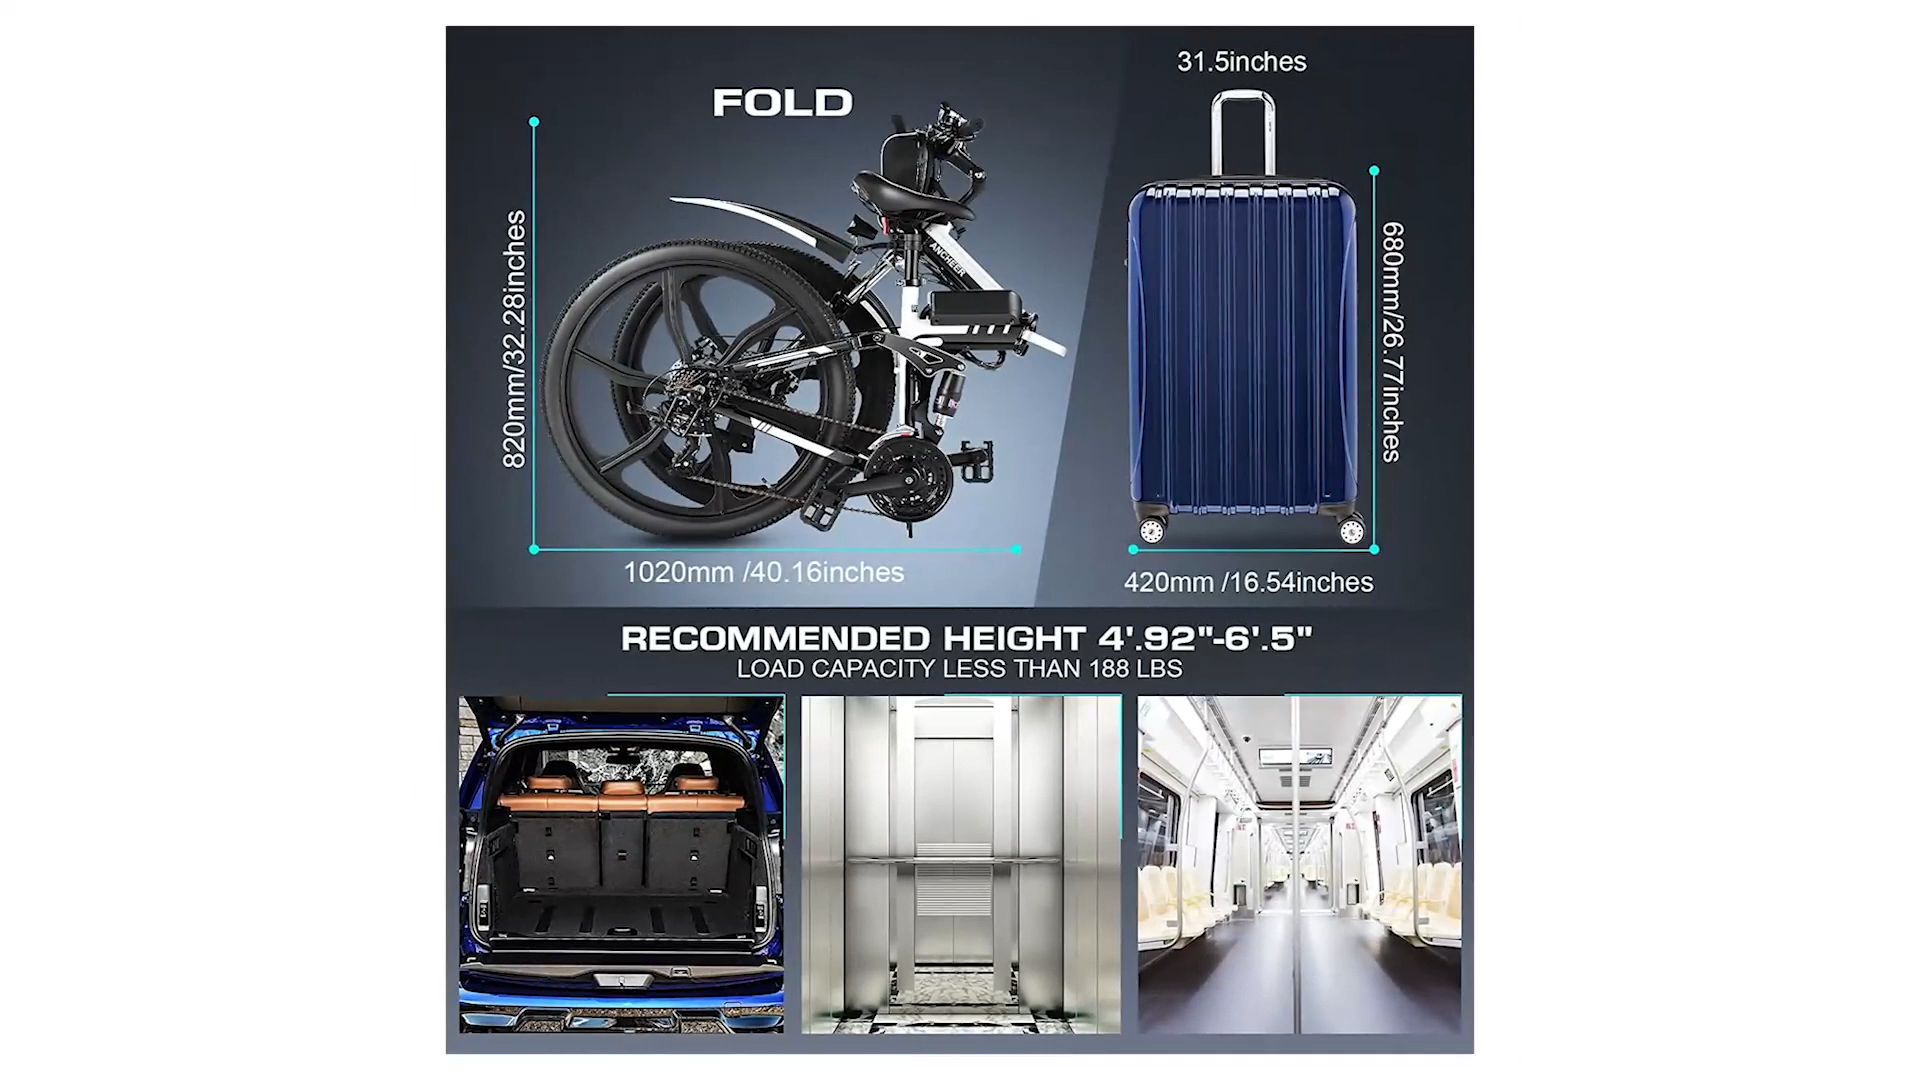 31.5inches
FOLD
ANCHEER
820mm/32.28inches
680mm/26.77inches
1020mm /40.16inches
420mm /16.54inches
RECOMMENDED HEIGHT 4'.92"-6'.5"
LOAD CAPACITY LESS THAN 188 LBS